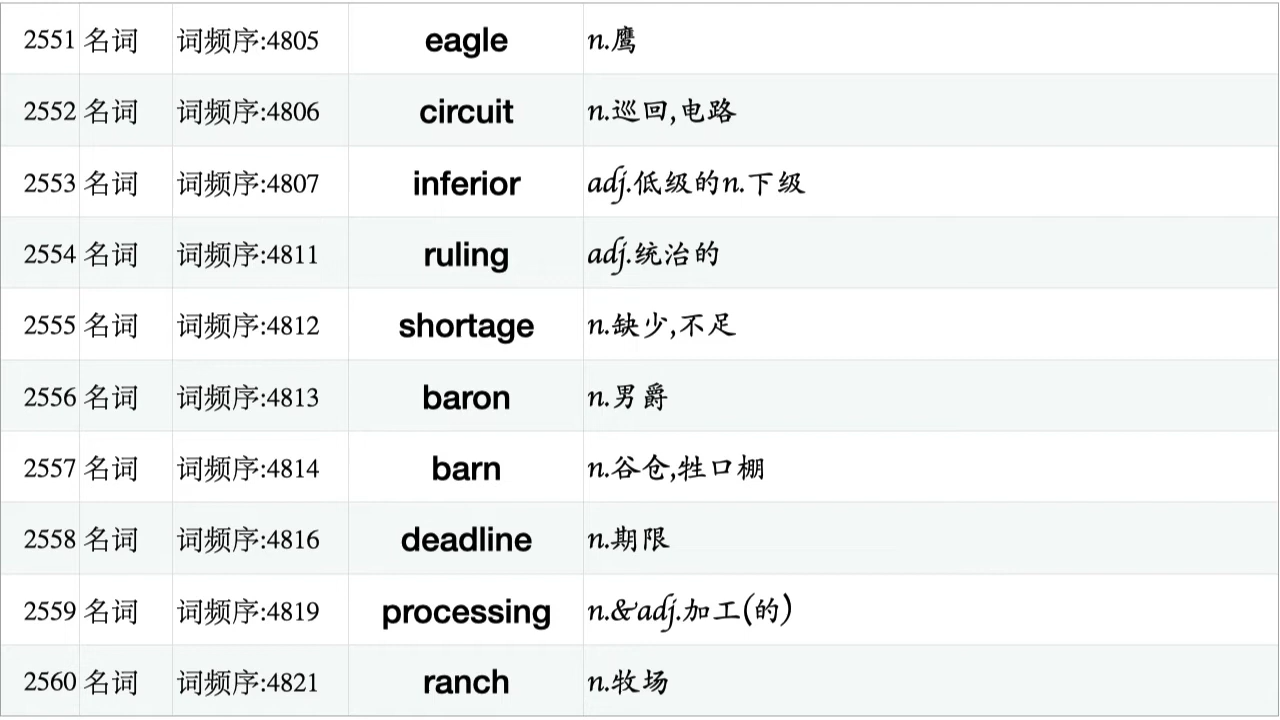 2551 名词 词频序:4805 eagle n.鹰
2552 名词 词频序:4806 circuit n.巡回,电路
2553 名词 词频序:4807 inferior adj.低级的n.下级
2554 名词 词频序:4811 ruling adj.统治的
2555 名词 词频序:4812 shortage n.缺少,不足
2556 名词 词频序:4813 baron n.男爵
2557 名词 词频序:4814 barn n.谷仓,牲口棚
2558 名词 词频序:4816 deadline n.期限
2559 名词 词频序:4819 processing n.&adj.加工(的)
2560 名词 词频序:4821 ranch n.牧场